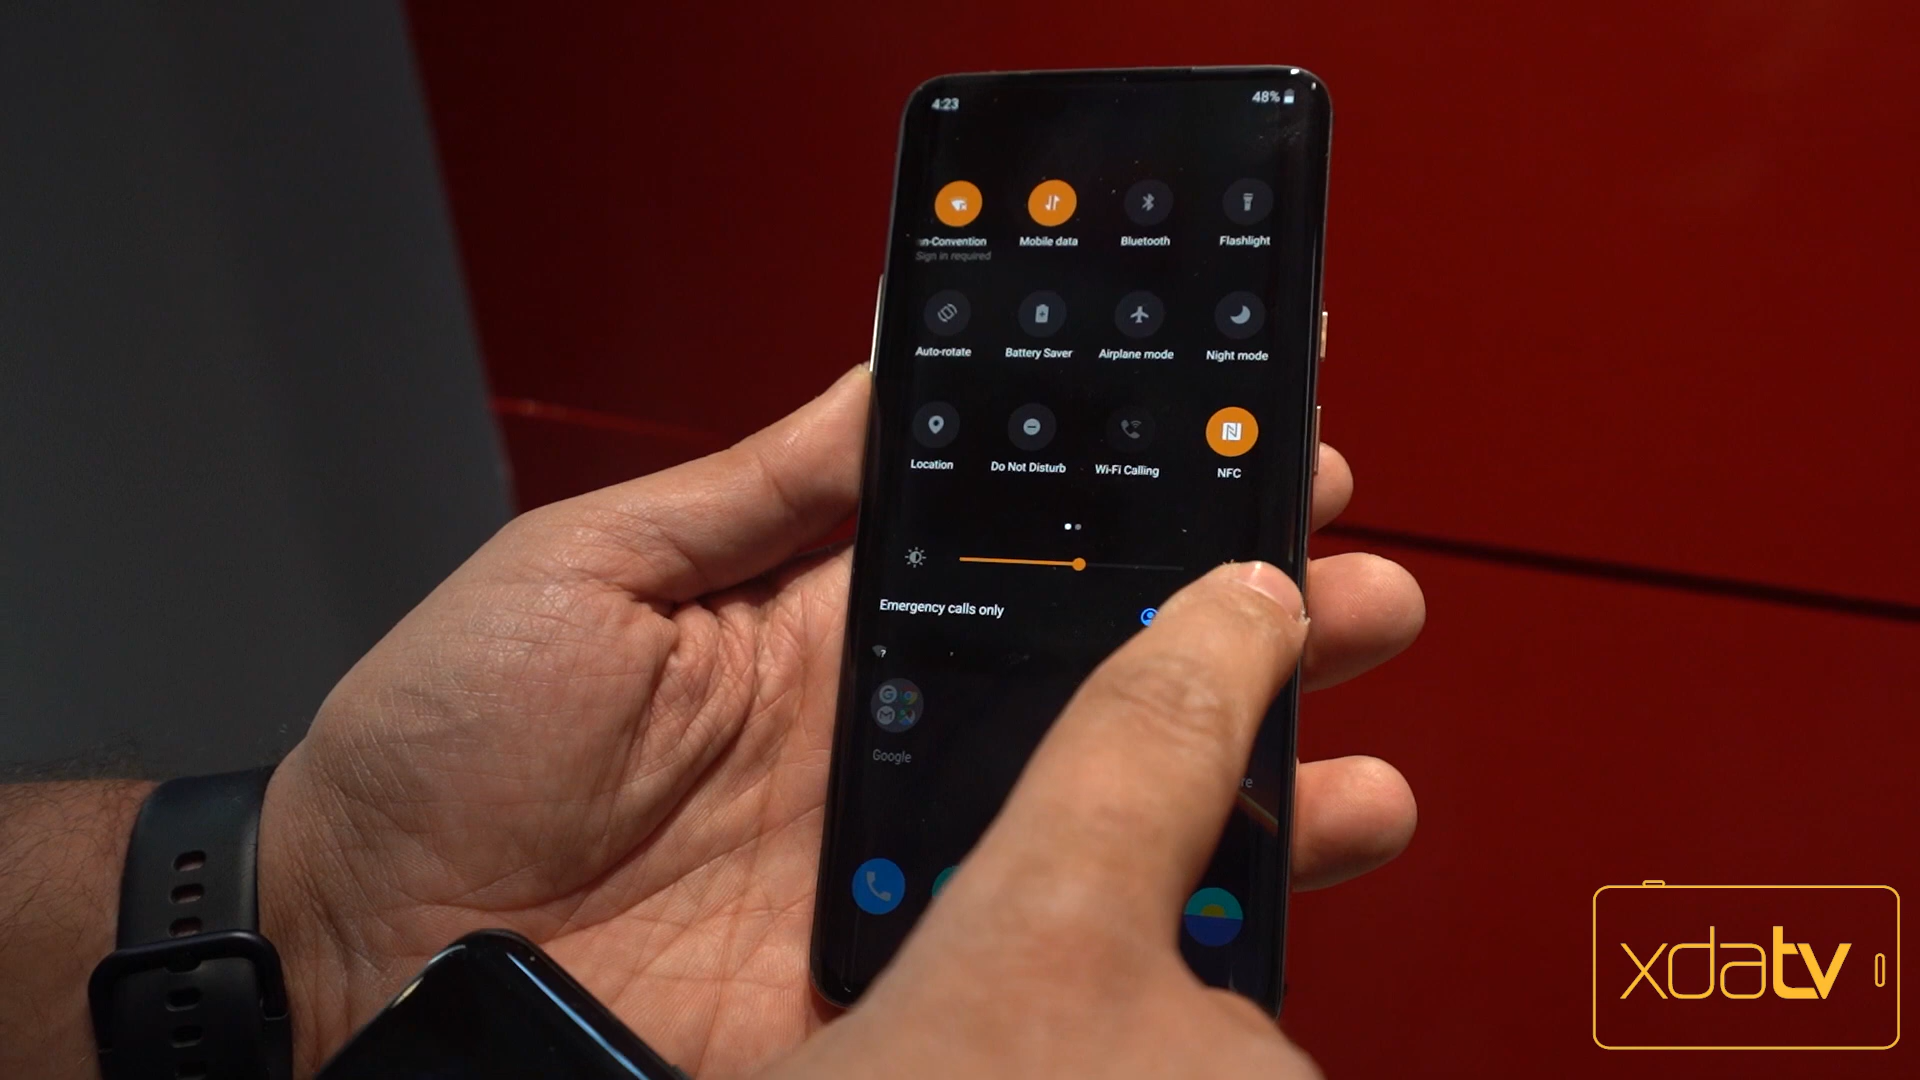 4:23
48%
n-Convention
Mobile data
Bluetooth
Flashlight
Sign in required
Auto-rotate
Battery Saver
Airplane mode
Night mode
Location
Do Not Disturb
Wi-Fi Calling
NFC
Emergency calls only
Google
re
xdatv